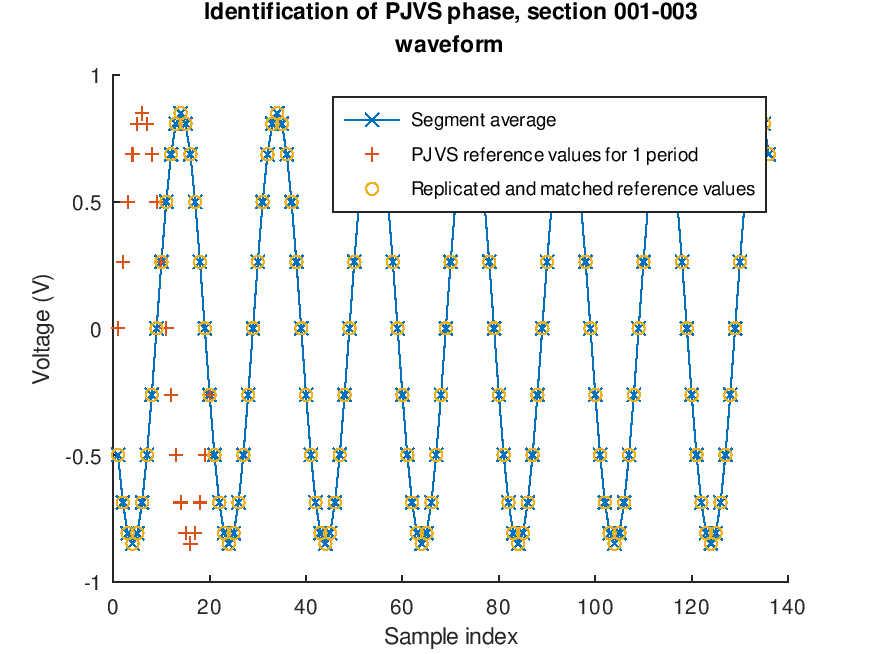 Identification of PJVS phase, section 001-003
waveform
Segment average
PJVS reference values for 1 period
Replicated and matched reference values
1
0.5
0
-0.5
-1
Voltage (V)
0 20 40 60 80 100 120 140
Sample index